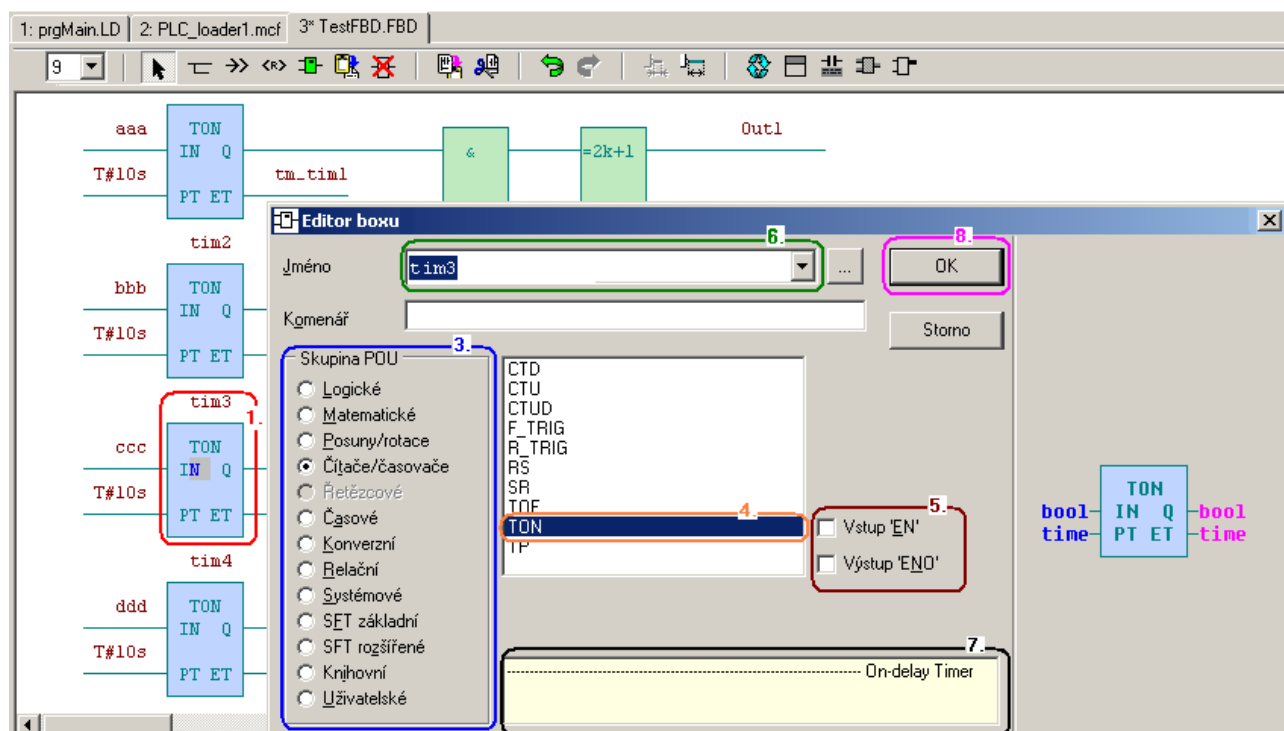 1: prgMain.LD 2: PLC_loader1.mcf 3* TestFBD.FBD
9 <R>
aaa TON Out1
IN Q & =2k+1
T#10s tm_tim1
PT ET
Editor boxu
tim2 6. 8.
Jméno tim3 ... OK
bbb TON
IN Q Komenář
T#10s Storno
PT ET 3.
Skupina POU
tim3
1.
ccc TON
IN Q
T#10s
PT ET
tim4
ddd TON
IN Q
T#10s
PT ET
Logické
Matematické
Posuny/rotace
Čítače/časovače
Řetězcové
Časové
Konverzní
Relační
Systémové
SFT základní
SFT rozšířené
Knihovní
Uživatelské
CTD
CTU
CTUD
F_TRIG
R_TRIG
RS
SR
TOF
4.
TON
TP
5.
Vstup 'EN'
Výstup 'ENO'
7.
On-delay Timer
TON
bool IN Q bool
time PT ET time